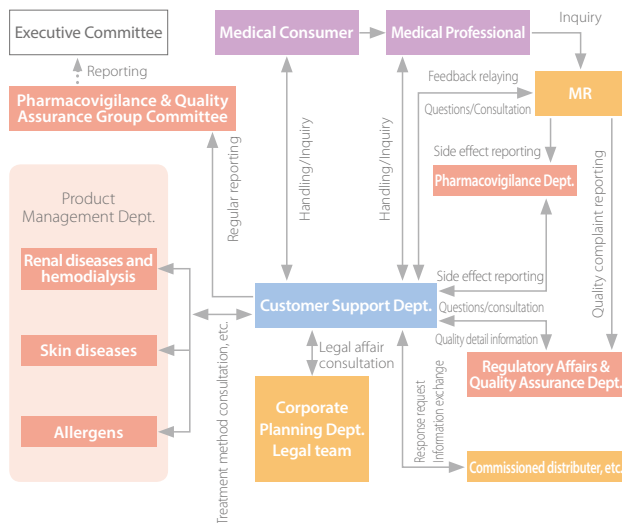 Executive Committee
Medical Consumer
Medical Professional
Inquiry
Reporting
Pharmacovigilance & Quality
Assurance Group Committee
Feedback relaying
MR
Questions/Consultation
Handling/Inquiry
Handling/Inquiry
Side effect reporting
Pharmacovigilance Dept.
Quality complaint reporting
Regular reporting
Product
Management Dept.
Renal diseases and
hemodialysis
Side effect reporting
Customer Support Dept.
Questions/consultation
Quality detail information
Skin diseases
Legal affair
consultation
Regulatory Affairs &
Quality Assurance Dept.
Treatment method consultation, etc.
Corporate
Planning Dept.
Legal team
Response request
Information exchange
Allergens
Commissioned distributer, etc.